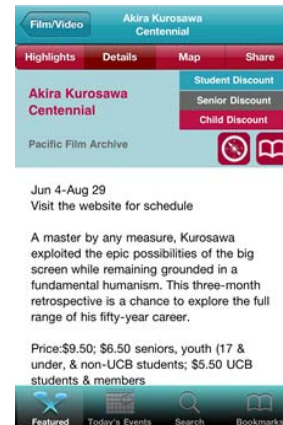 Film/Video
Akira Kurosawa
Centennial
Highlights Details Map Share
Akira Kurosawa
Centennial
Student Discount
Senior Discount
Child Discount
Pacific Film Archive
Jun 4-Aug 29
Visit the website for schedule
A master by any measure, Kurosawa
exploited the epic possibilities of the big
screen while remaining grounded in a
fundamental humanism. This three-month
retrospective is a chance to explore the full
range of his fifty-year career.
Price:$9.50; $6.50 seniors, youth (17 &
under, & non-UCB students; $5.50 UCB
students & members
Featured Today's Events Search Bookmarks